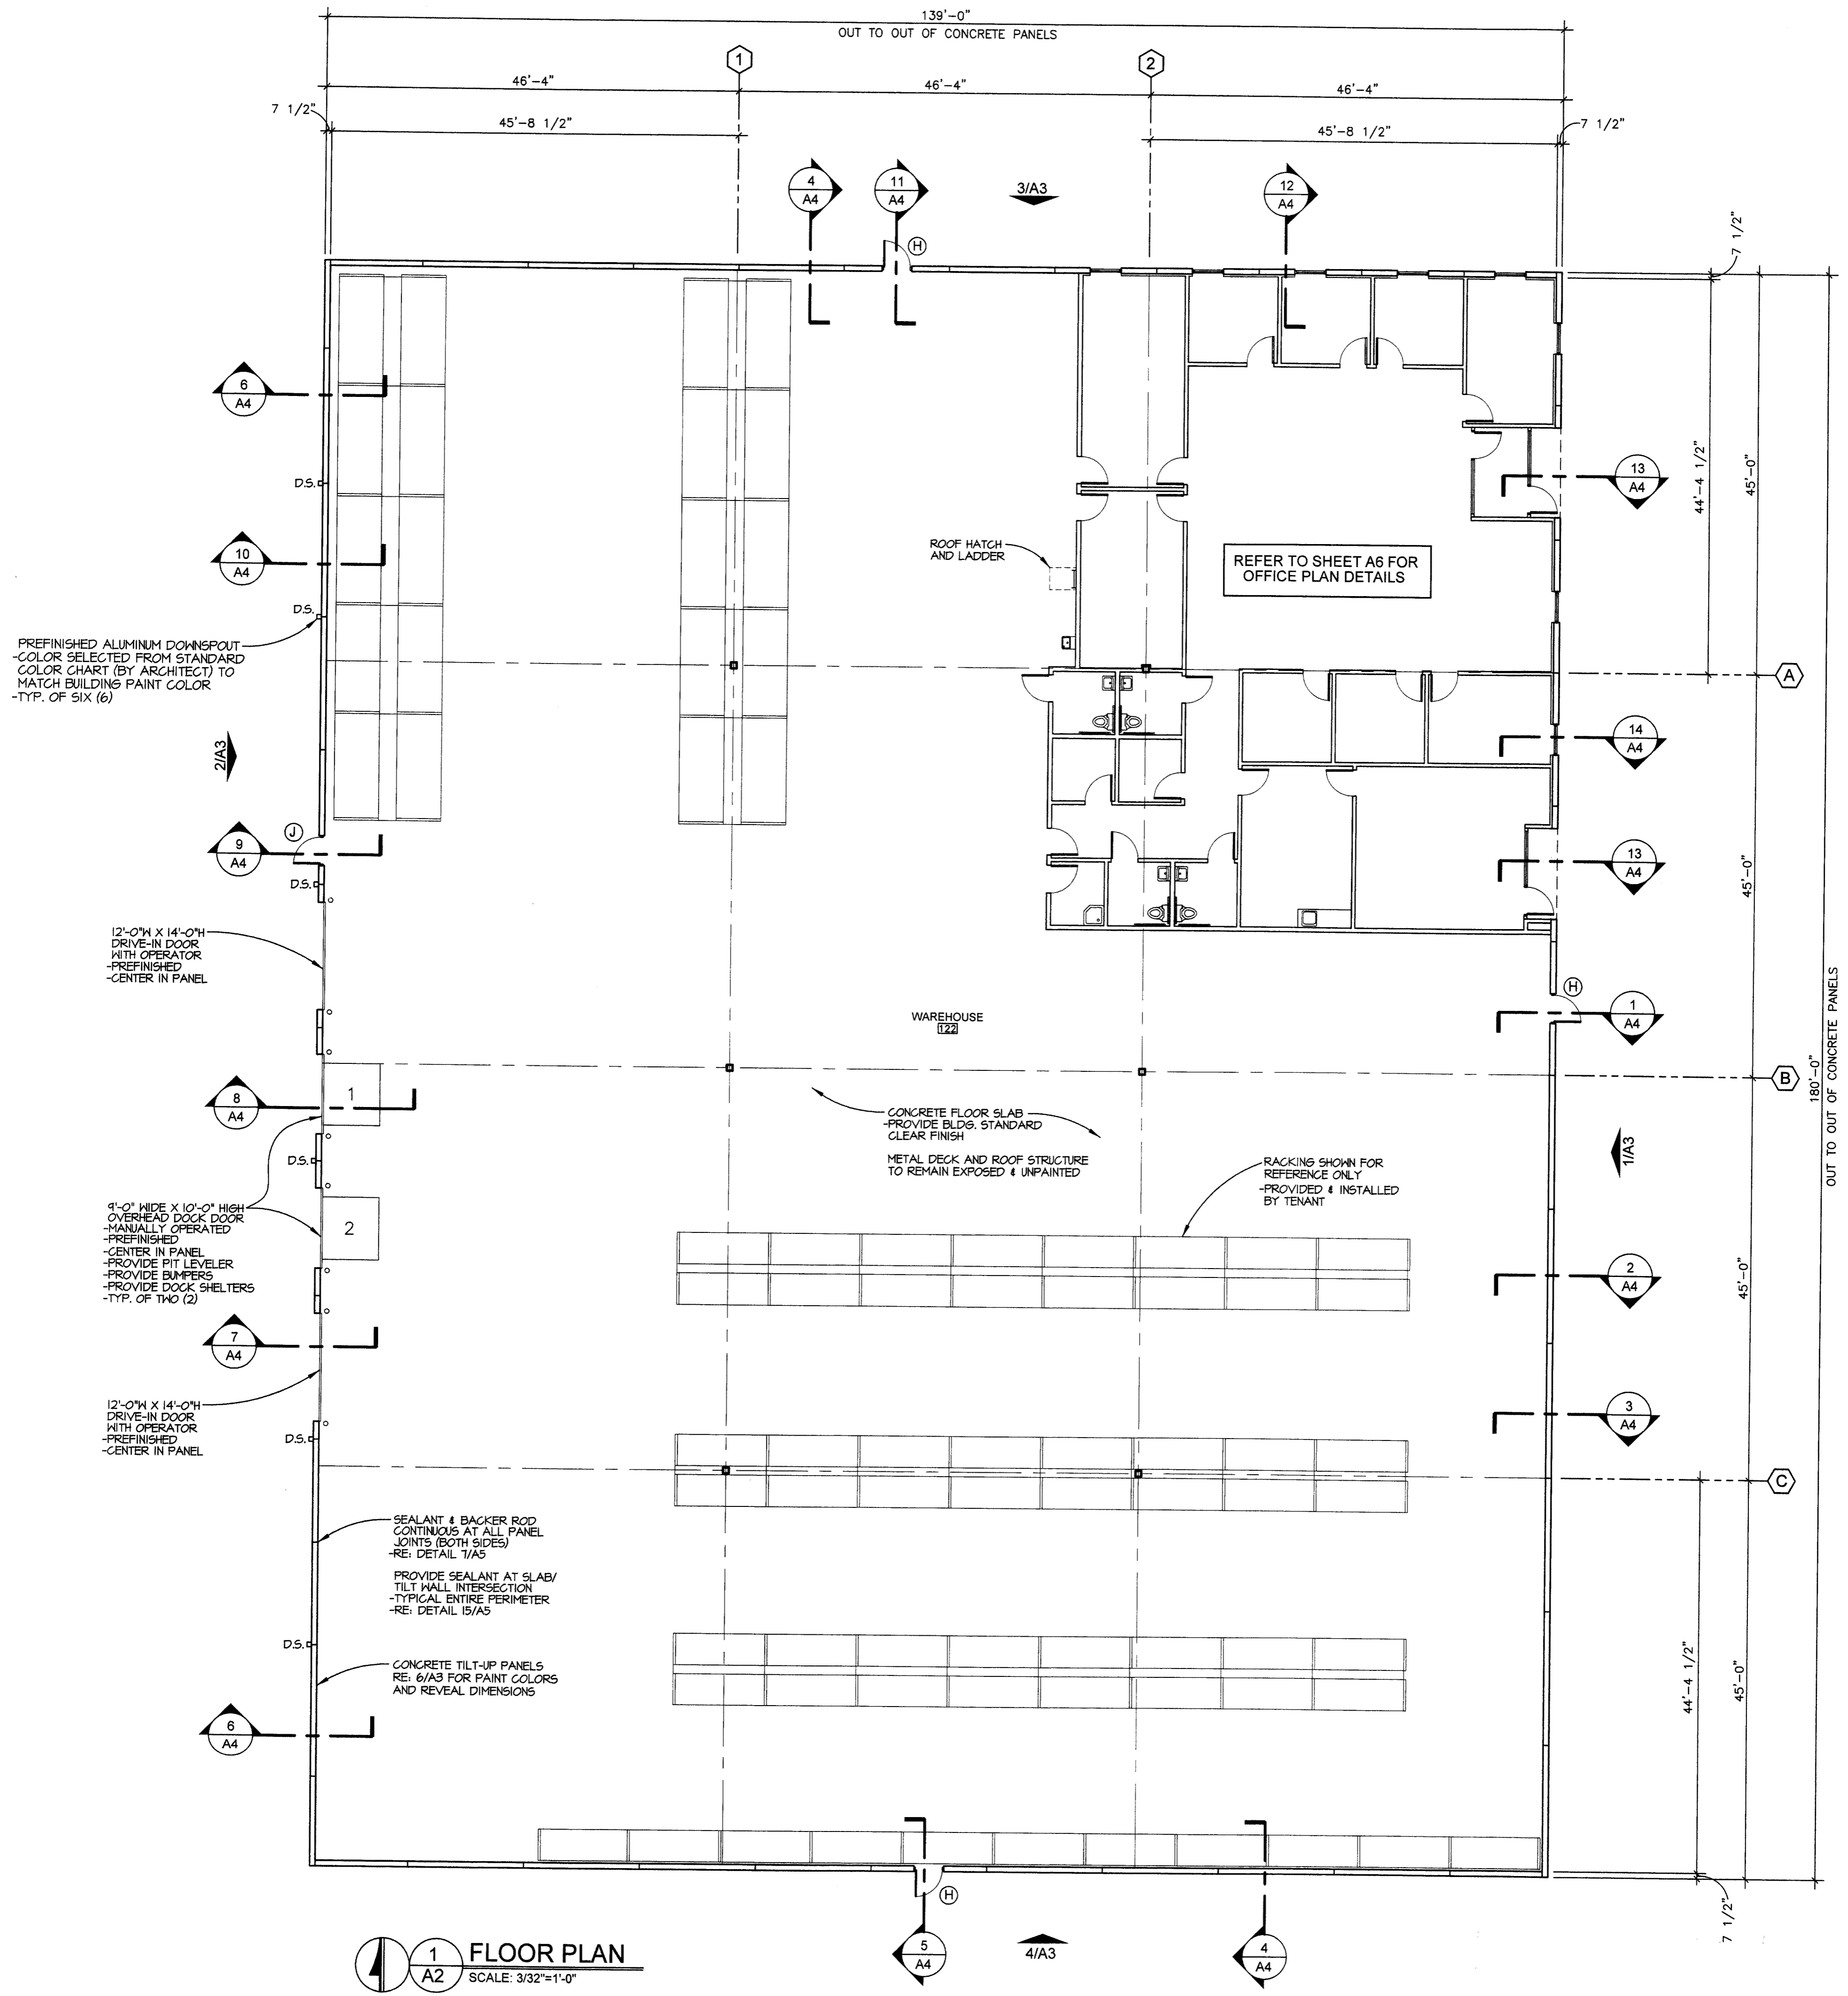 139'-0"
OUT TO OUT OF CONCRETE PANELS
1
2
46'-4"
46'-4"
46'-4"
7 1/2"
45'-8 1/2"
45'-8 1/2"
7 1/2"
4
A4
11
A4
3/A3
12
A4
7 1/2"
H
6
A4
D.S.
13
A4
44'-4 1/2"
45'-0"
10
A4
ROOF HATCH
AND LADDER
REFER TO SHEET A6 FOR
OFFICE PLAN DETAILS
D.S.
PREFINISHED ALUMINUM DOWNSPOUT
-COLOR SELECTED FROM STANDARD
COLOR CHART (BY ARCHITECT) TO
MATCH BUILDING PAINT COLOR
-TYP. OF SIX (6)
A
2/A3
14
A4
J
9
A4
13
A4
45'-0"
D.S.
12'-0"W X 14'-0"H
DRIVE-IN DOOR
WITH OPERATOR
-PREFINISHED
-CENTER IN PANEL
H
WAREHOUSE
122
1
A4
B
180'-0"
OUT TO OUT OF CONCRETE PANELS
8
A4
1
CONCRETE FLOOR SLAB
-PROVIDE BLDG. STANDARD
CLEAR FINISH
METAL DECK AND ROOF STRUCTURE
TO REMAIN EXPOSED & UNPAINTED
D.S.
1/A3
RACKING SHOWN FOR
REFERENCE ONLY
-PROVIDED & INSTALLED
BY TENANT
9'-0" WIDE X 10'-0" HIGH
OVERHEAD DOCK DOOR
-MANUALLY OPERATED
-PREFINISHED
-CENTER IN PANEL
-PROVIDE PIT LEVELER
-PROVIDE BUMPERS
-PROVIDE DOCK SHELTERS
-TYP. OF TWO (2)
2
2
A4
45'-0"
7
A4
12'-0"W X 14'-0"H
DRIVE-IN DOOR
WITH OPERATOR
-PREFINISHED
-CENTER IN PANEL
3
A4
D.S.
C
SEALANT & BACKER ROD
CONTINUOUS AT ALL PANEL
JOINTS (BOTH SIDES)
-RE: DETAIL 7/A5
PROVIDE SEALANT AT SLAB/
TILT WALL INTERSECTION
-TYPICAL ENTIRE PERIMETER
-RE: DETAIL 15/A5
D.S.
CONCRETE TILT-UP PANELS
RE: 6/A3 FOR PAINT COLORS
AND REVEAL DIMENSIONS
44'-4 1/2"
45'-0"
6
A4
H
7 1/2"
5
A4
4/A3
4
A4
1
A2
FLOOR PLAN
SCALE: 3/32"=1'-0"